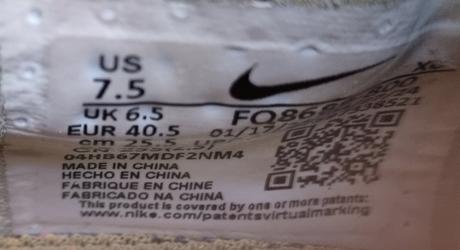 US
7.5
UK 6.5
EUR 40.5
cm 25.5
04HB67MDF2NM4
MADE IN CHINA
HECHO EN CHINA
FABRIQUE EN CHINE
FABRICADO NA CHINA
This product is covered by one or more patents:
www.nike.com/patentsvirtualmarking